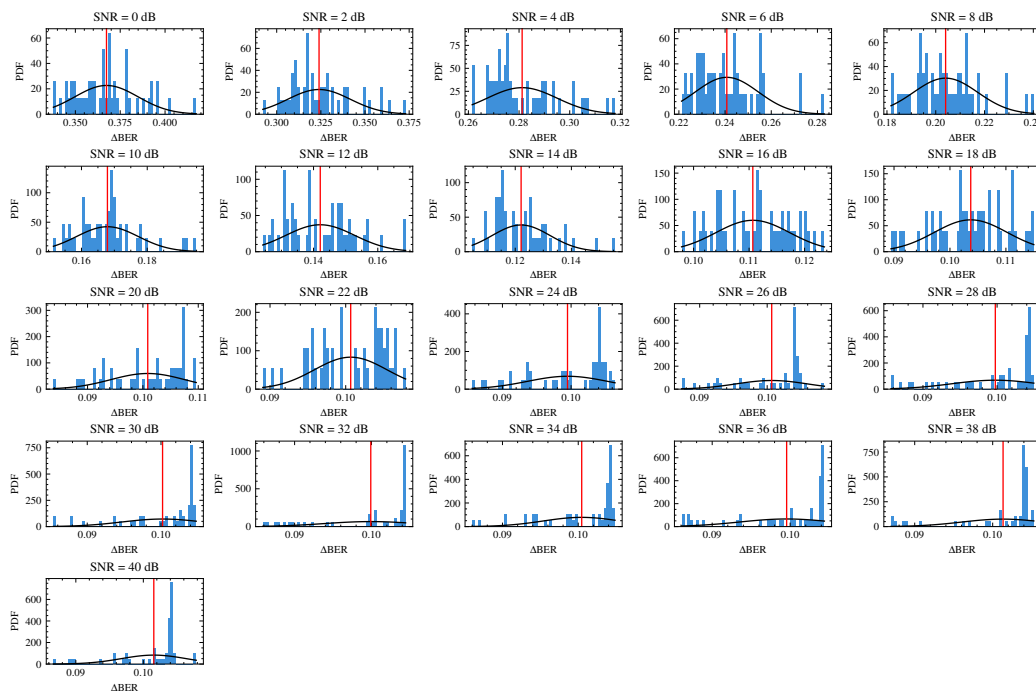 SNR = 0 dB SNR = 2 dB SNR = 4 dB SNR = 6 dB SNR = 8 dB
PDF 60 40 20 0 PDF 80 60 40 20 0 PDF 75 50 25 0 PDF 60 40 20 0 PDF 60 40 20 0
0.350 0.375 0.400 0.300 0.325 0.350 0.375 0.26 0.28 0.30 0.32 0.22 0.24 0.26 0.28 0.18 0.20 0.22
ΔBER ΔBER ΔBER ΔBER ΔBER
SNR = 10 dB SNR = 12 dB SNR = 14 dB SNR = 16 dB SNR = 18 dB
PDF 100 50 0 PDF 100 50 0 PDF 100 50 0 PDF 150 100 50 0 PDF 150 100 50 0
0.16 0.18 0.14 0.16 0.12 0.14 0.10 0.11 0.12 0.09 0.10 0.11
ΔBER ΔBER ΔBER ΔBER ΔBER
SNR = 20 dB SNR = 22 dB SNR = 24 dB SNR = 26 dB SNR = 28 dB
PDF 300 200 100 0 PDF 200 100 0 PDF 400 200 0 PDF 600 400 200 0 PDF 600 400 200 0
0.09 0.10 0.11 0.09 0.10 0.09 0.10 0.09 0.10 0.09 0.10
ΔBER ΔBER ΔBER ΔBER ΔBER
SNR = 30 dB SNR = 32 dB SNR = 34 dB SNR = 36 dB SNR = 38 dB
PDF 750 500 250 0 PDF 1000 500 0 PDF 400 200 0 PDF 600 400 200 0 PDF 750 500 250 0
0.09 0.10 0.09 0.10 0.09 0.10 0.09 0.10 0.09 0.10
ΔBER ΔBER ΔBER ΔBER ΔBER
SNR = 40 dB
PDF 800 600 400 200 0
0.09 0.10
ΔBER